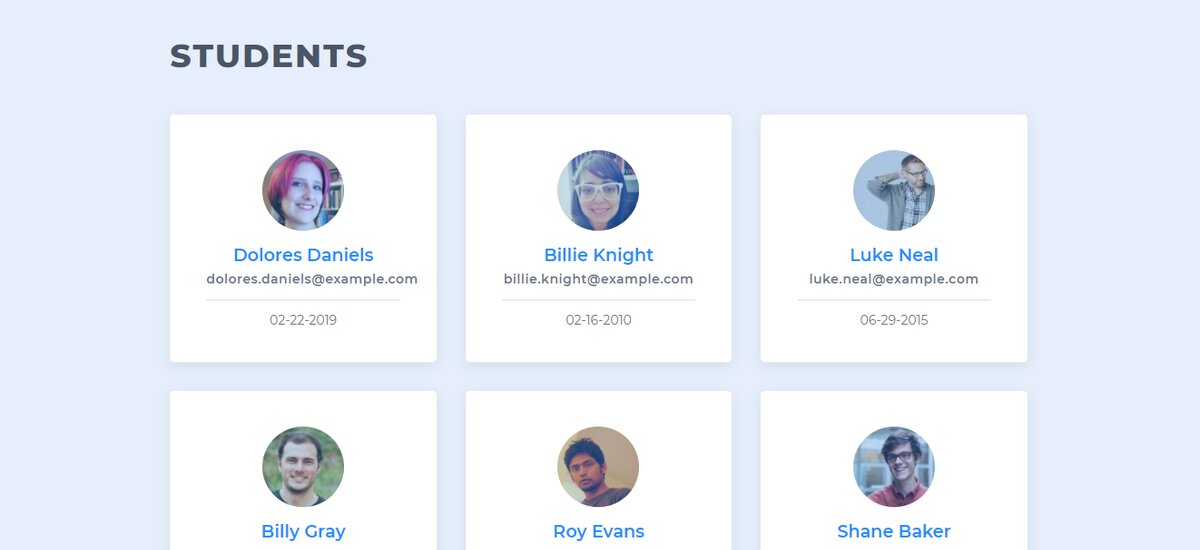 STUDENTS
Dolores Daniels
dolores.daniels@example.com
02-22-2019
Billie Knight
billie.knight@example.com
02-16-2010
Luke Neal
luke.neal@example.com
06-29-2015
Billy Gray
Roy Evans
Shane Baker